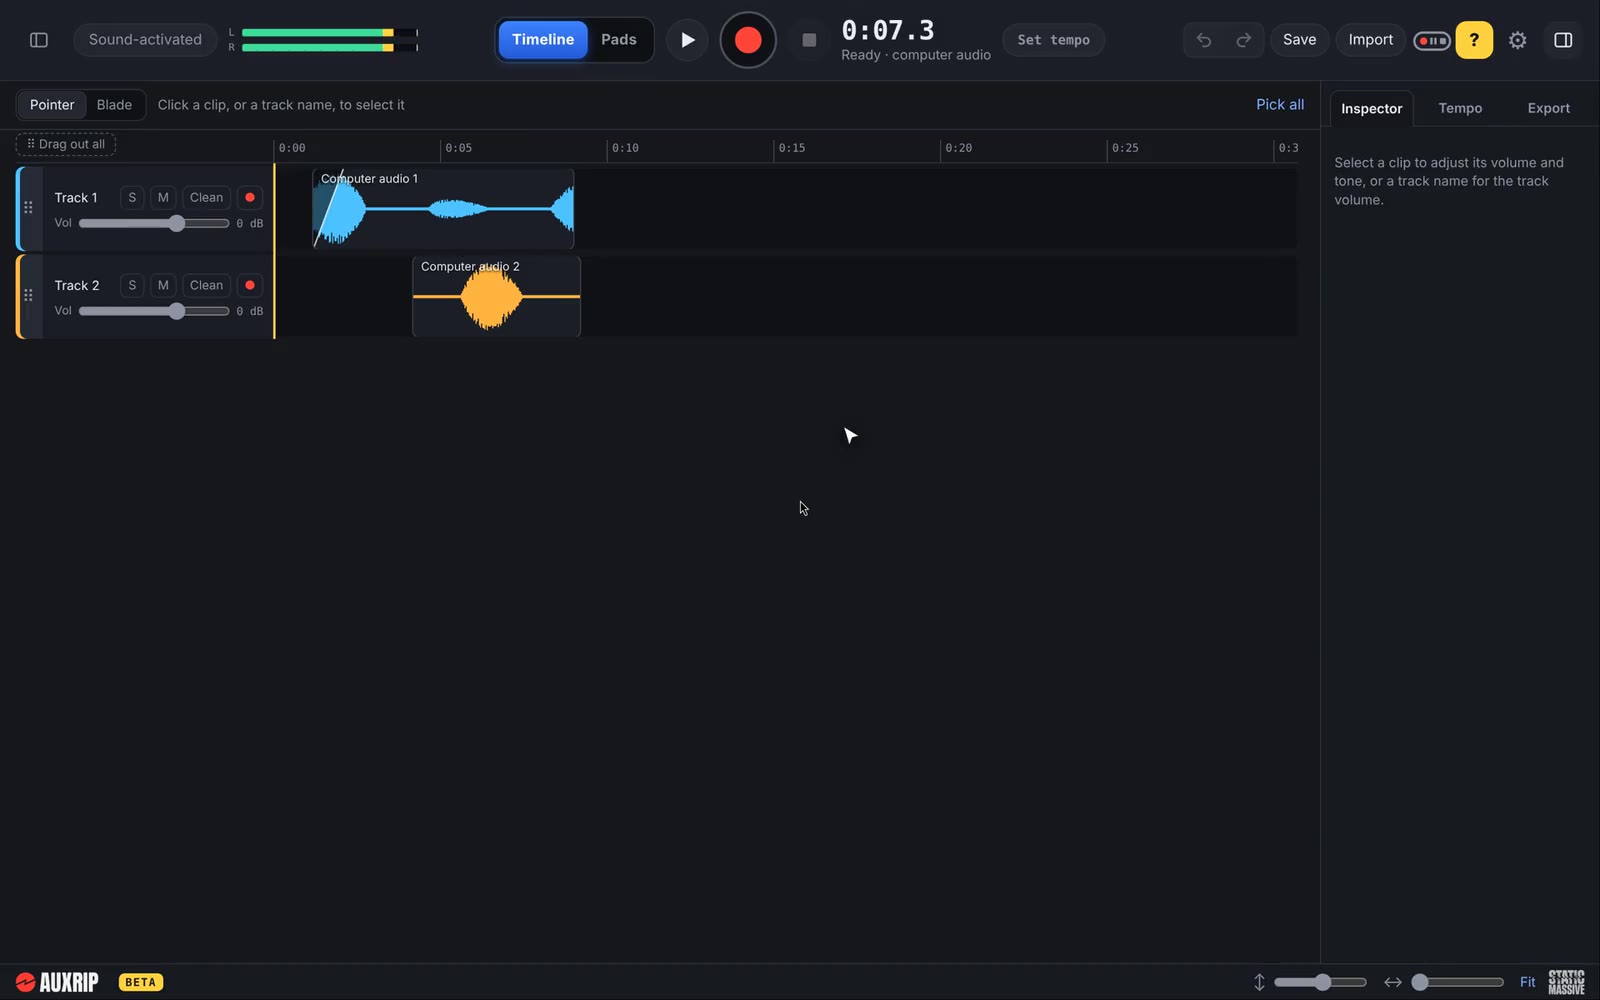 Sound-activated
L
R
Timeline
Pads
0:07.3
Ready · computer audio
Set tempo
Save
Import
?
Pointer
Blade
Click a clip, or a track name, to select it
Pick all
Inspector
Tempo
Export
Drag out all
0:00
0:05
0:10
0:15
0:20
0:25
0:3
Select a clip to adjust its volume and
tone, or a track name for the track
volume.
Track 1
S
M
Clean
Vol
0 dB
Computer audio 1
Track 2
S
M
Clean
Vol
0 dB
Computer audio 2
AUXRIP
BETA
Fit
STATIC
MASSIVE